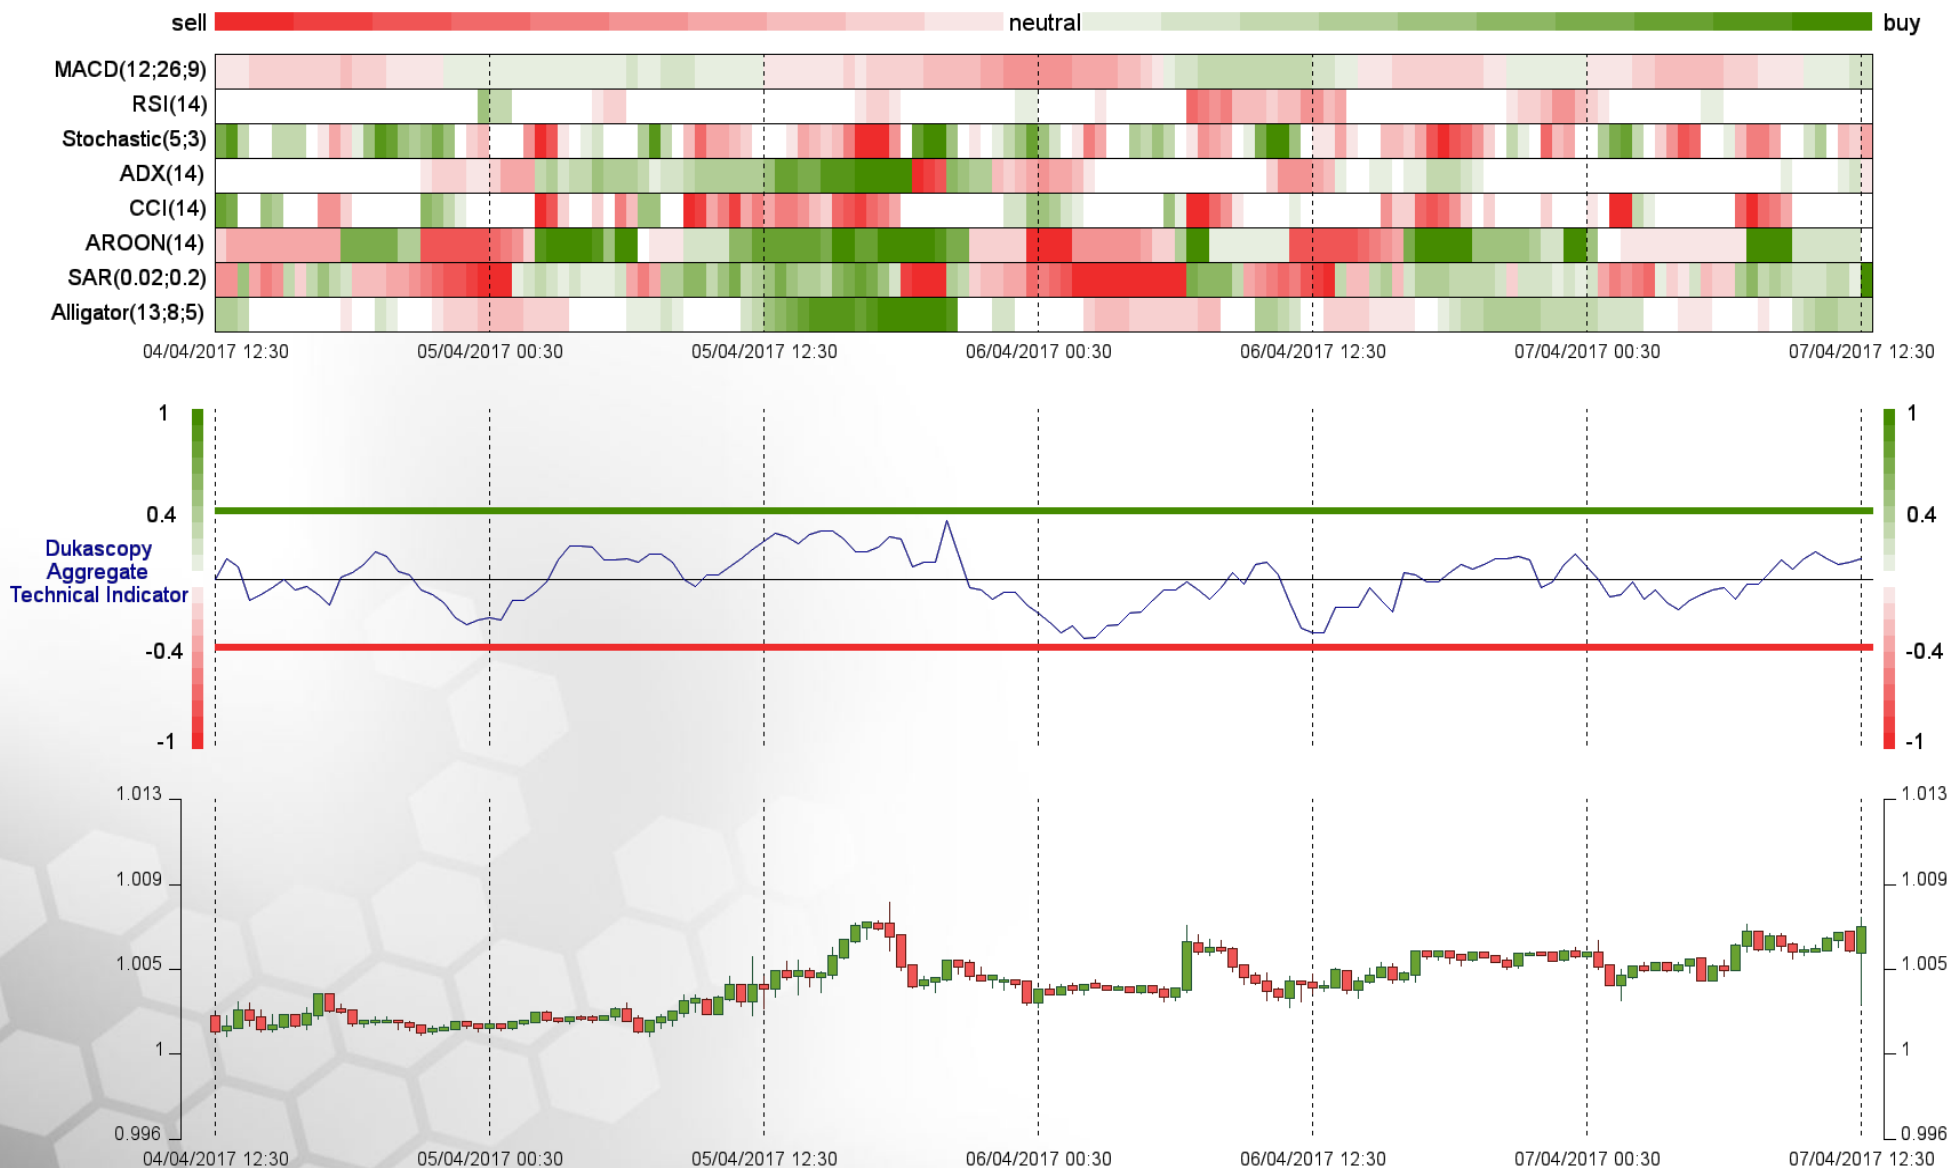 sell neutral buy
MACD(12;26;9)
RSI(14)
Stochastic(5;3)
ADX(14)
CCI(14)
AROON(14)
SAR(0.02;0.2)
Alligator(13;8;5)
04/04/2017 12:30 05/04/2017 00:30 05/04/2017 12:30 06/04/2017 00:30 06/04/2017 12:30 07/04/2017 00:30 07/04/2017 12:30
1 1
0.4 0.4
Dukascopy
Aggregate
Technical Indicator
-0.4 -0.4
-1 -1
1.013 1.013
1.009 1.009
1.005 1.005
1 1
0.996 0.996
04/04/2017 12:30 05/04/2017 00:30 05/04/2017 12:30 06/04/2017 00:30 06/04/2017 12:30 07/04/2017 00:30 07/04/2017 12:30